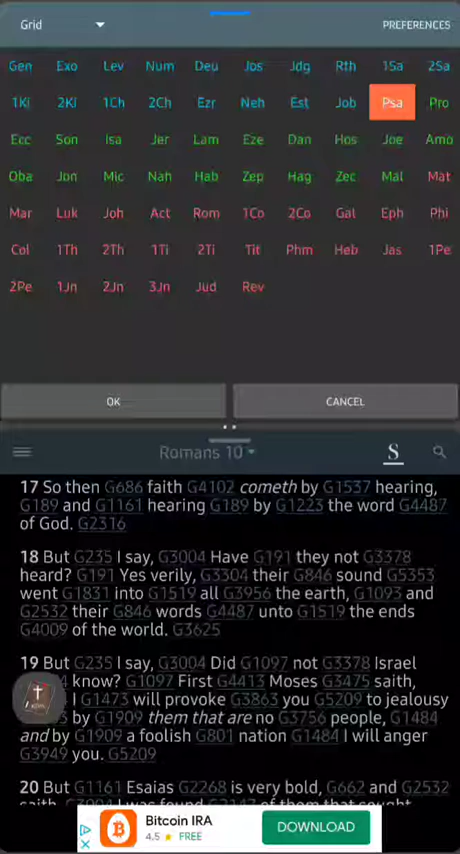 Grid PREFERENCES
Gen Exo Lev Num Deu Jos Jdg Rth 1Sa 2Sa
1Ki 2Ki 1Ch 2Ch Ezr Neh Est Job Psa Pro
Ecc Son Isa Jer Lam Eze Dan Hos Joe Amo
Oba Jon Mic Nah Hab Zep Hag Zec Mal Mat
Mar Luk Joh Act Rom 1Co 2Co Gal Eph Phi
Col 1Th 2Th 1Ti 2Ti Tit Phm Heb Jas 1Pe
2Pe 1Jn 2Jn 3Jn Jud Rev
OK CANCEL
Romans 10 S
17 So then G686 faith G4102 cometh by G1537 hearing,
G189 and G1161 hearing G189 by G1223 the word G4487
of God. G2316
18 But G235 I say, G3004 Have G191 they not G3378
heard? G191 Yes verily, G3304 their G846 sound G5353
went G1831 into G1519 all G3956 the earth, G1093 and
G2532 their G846 words G4487 unto G1519 the ends
G4009 of the world. G3625
19 But G235 I say, G3004 Did G1097 not G3378 Israel
know? G1097 First G4413 Moses G3475 saith,
I G1473 will provoke G3863 you G5209 to jealousy
by G1909 them that are no G3756 people, G1484
and by G1909 a foolish G801 nation G1484 I will anger
G3949 you. G5209
20 But G1161 Esaias G2268 is very bold, G662 and G2532
saith, G3004 I was found G2147 of them that sought
Bitcoin IRA
4.5 FREE
DOWNLOAD